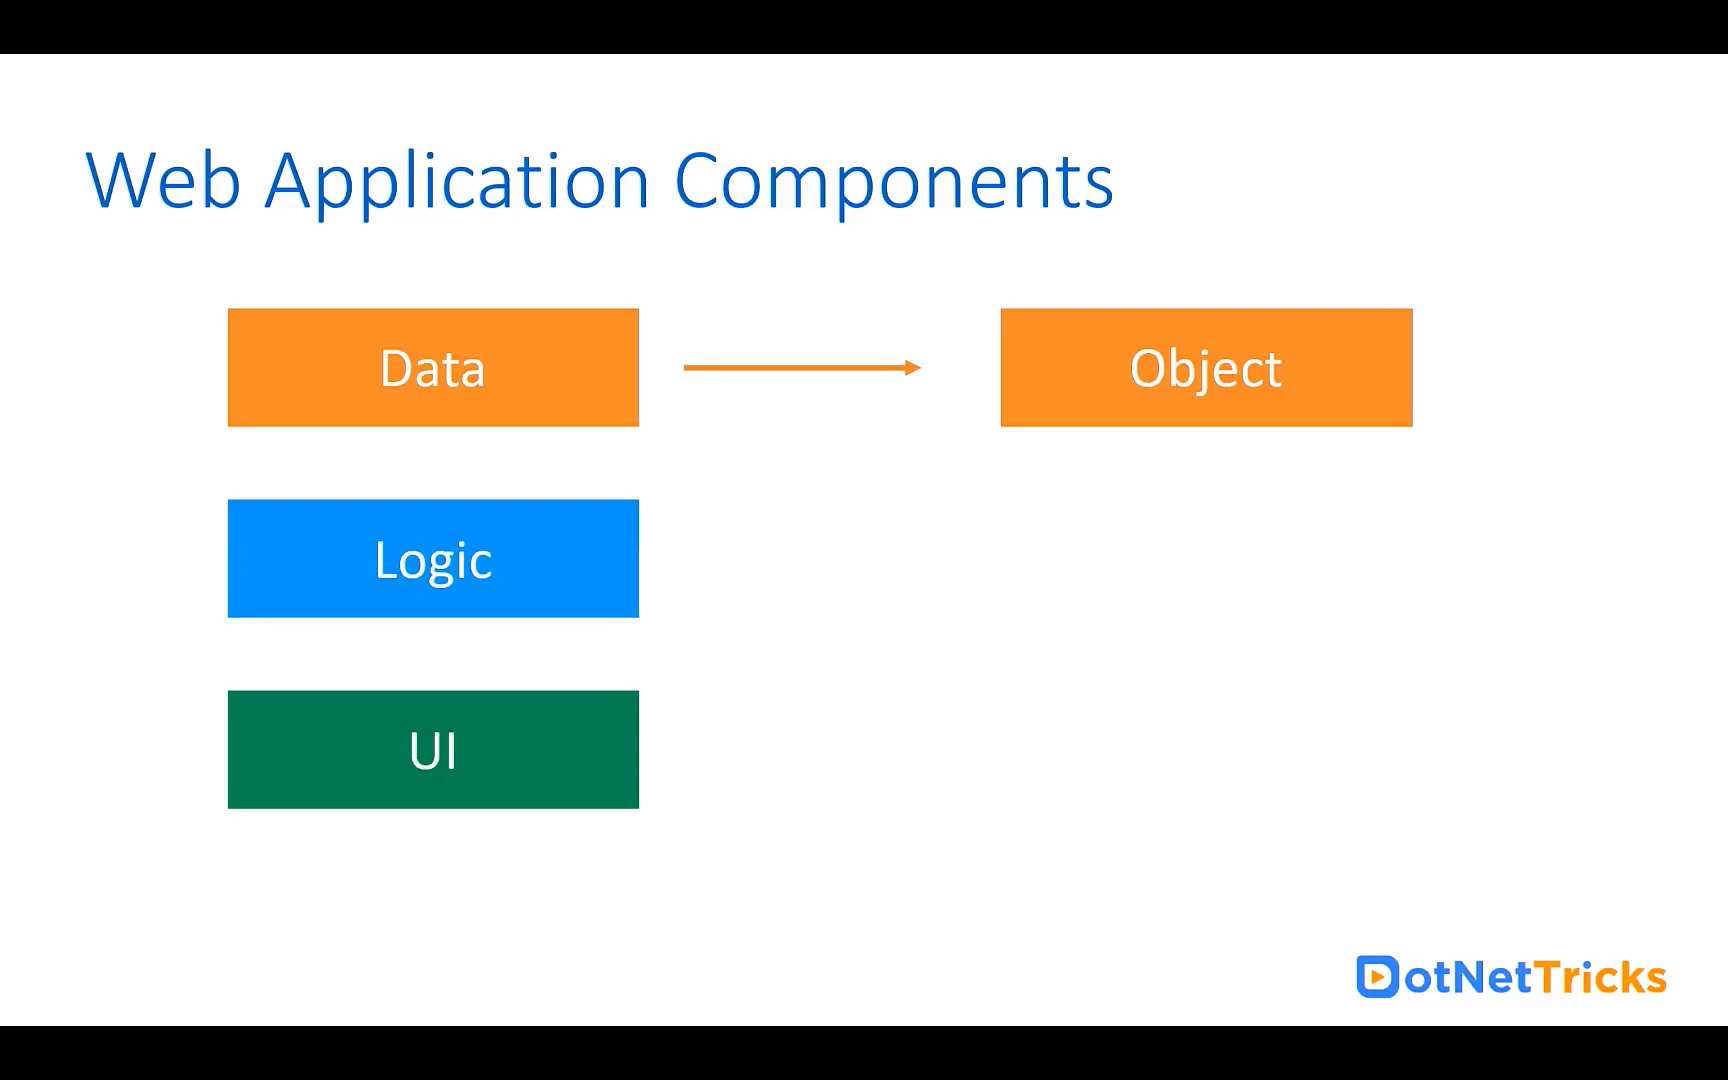 Web Application Components
Data
Object
Logic
UI
DotNetTricks